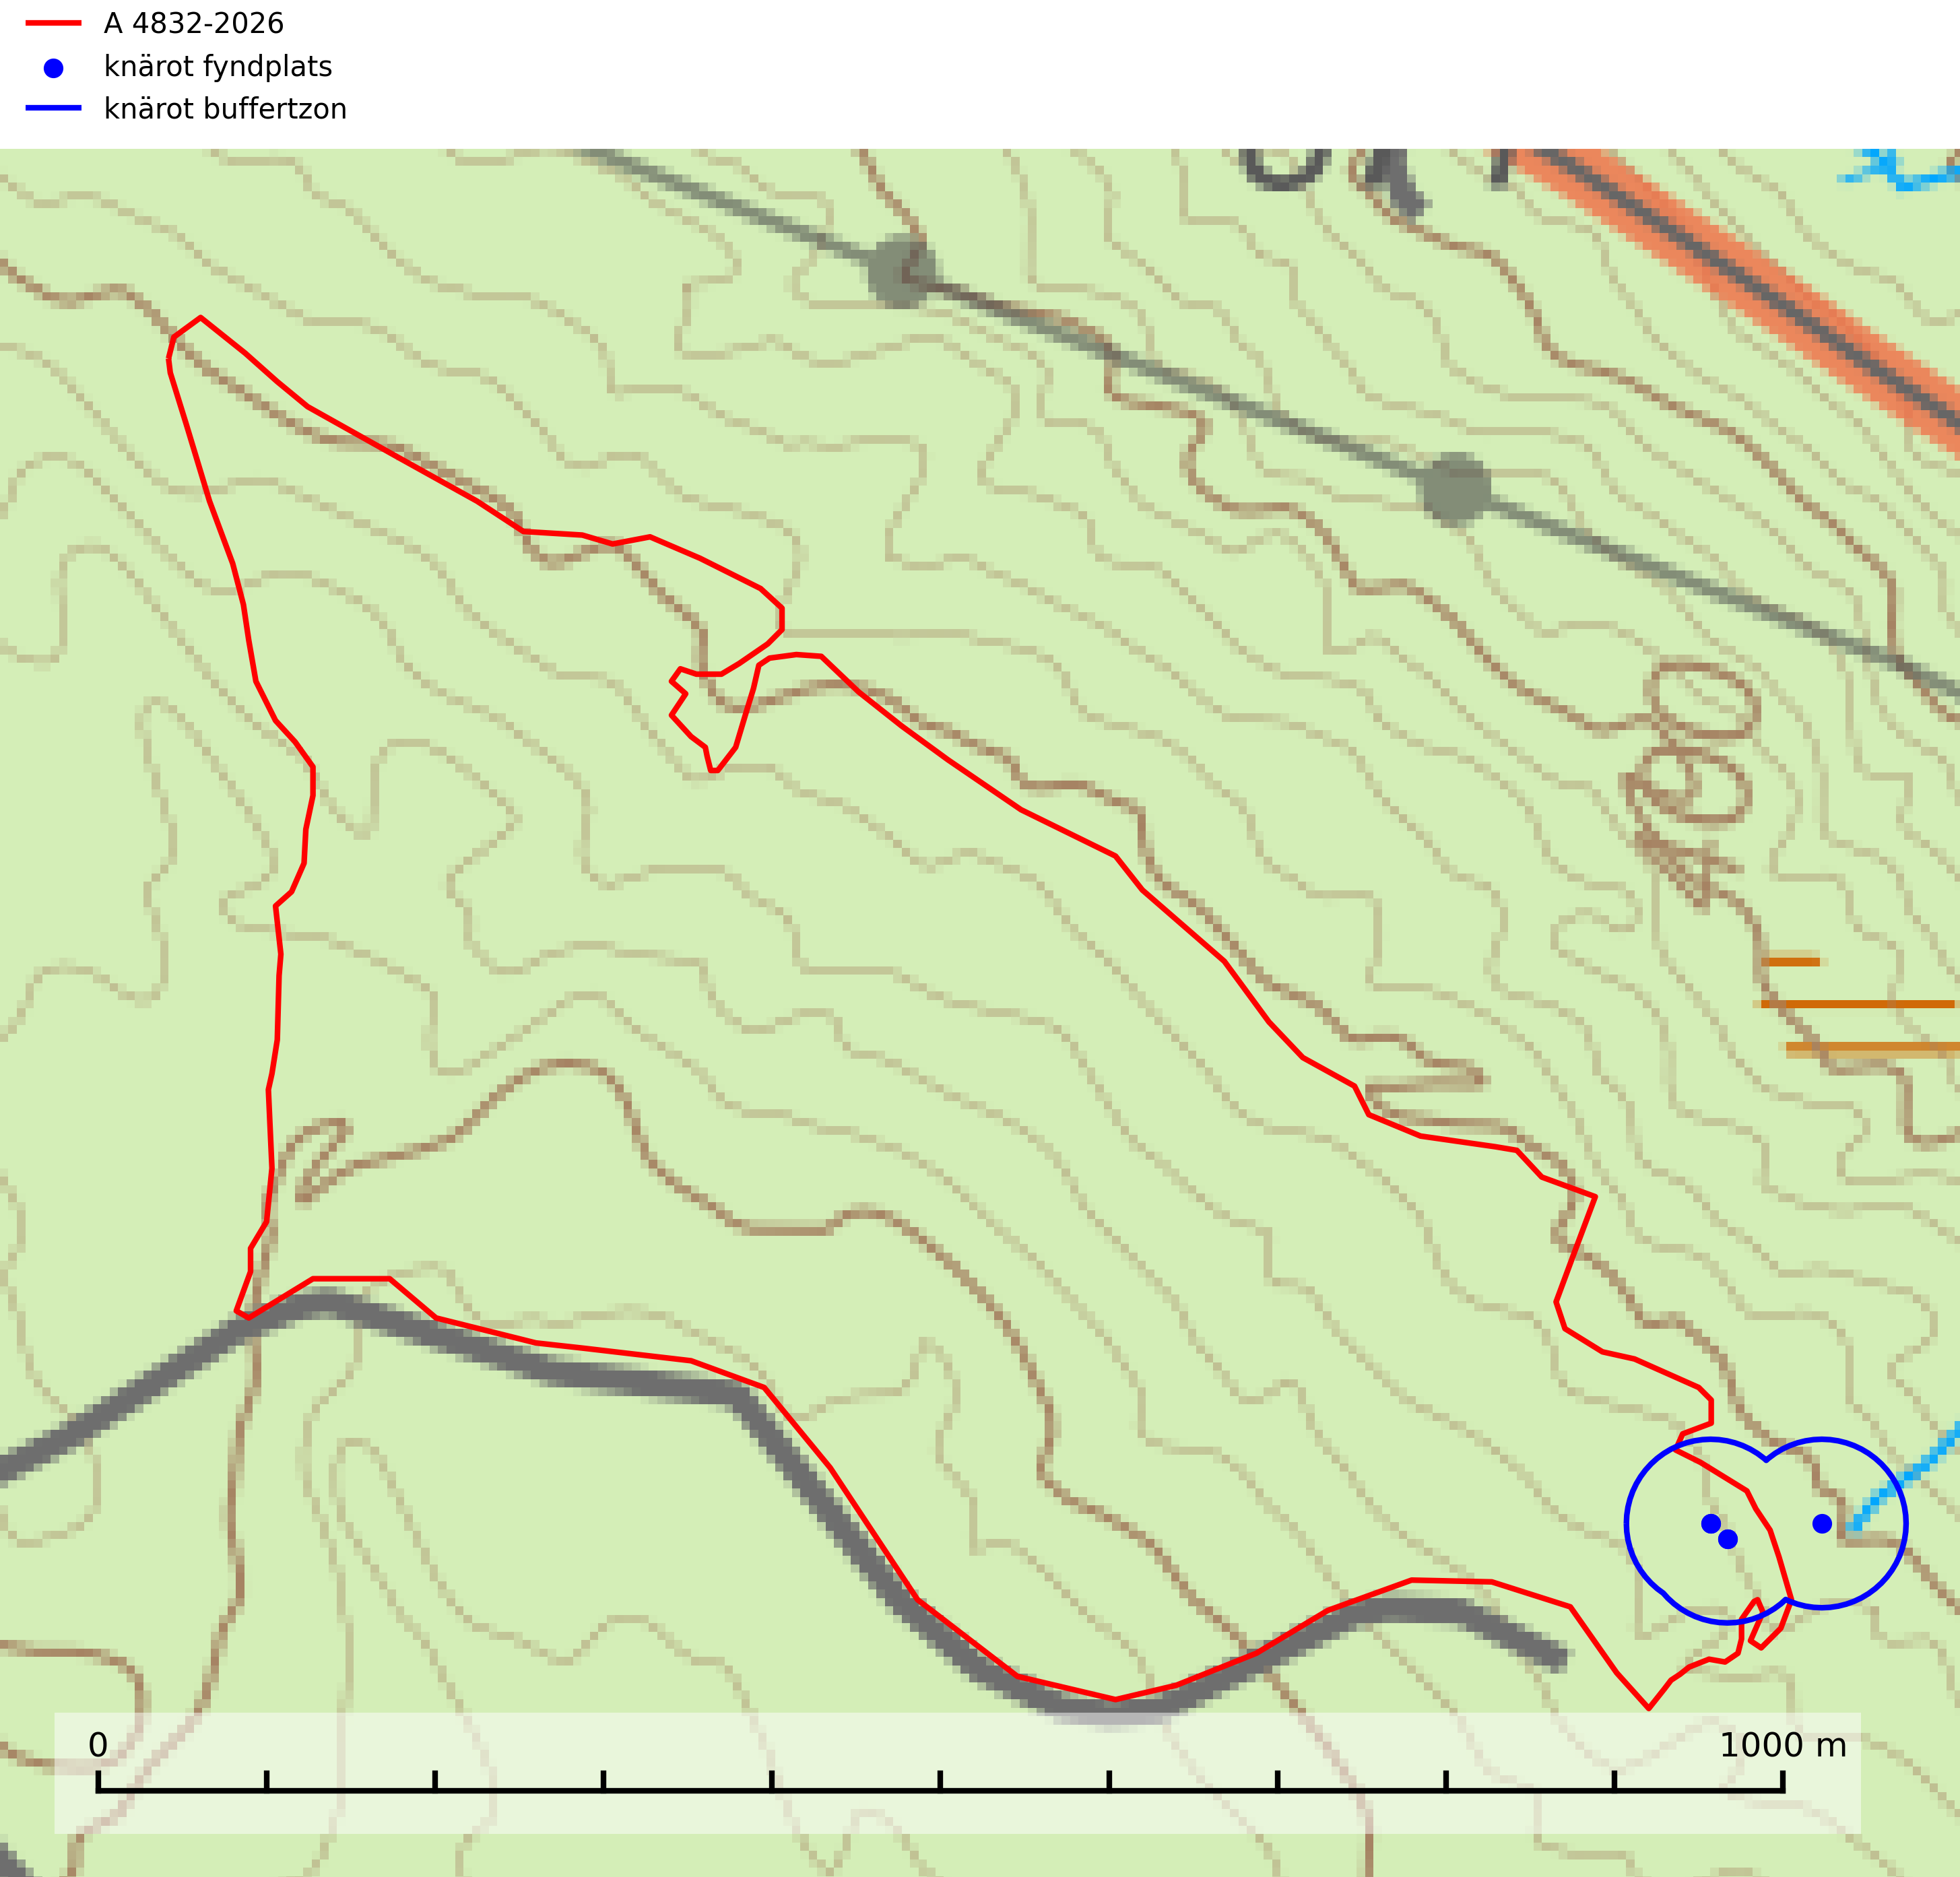 A 4832-2026
knärot fyndplats
knärot buffertzon
0
1000 m